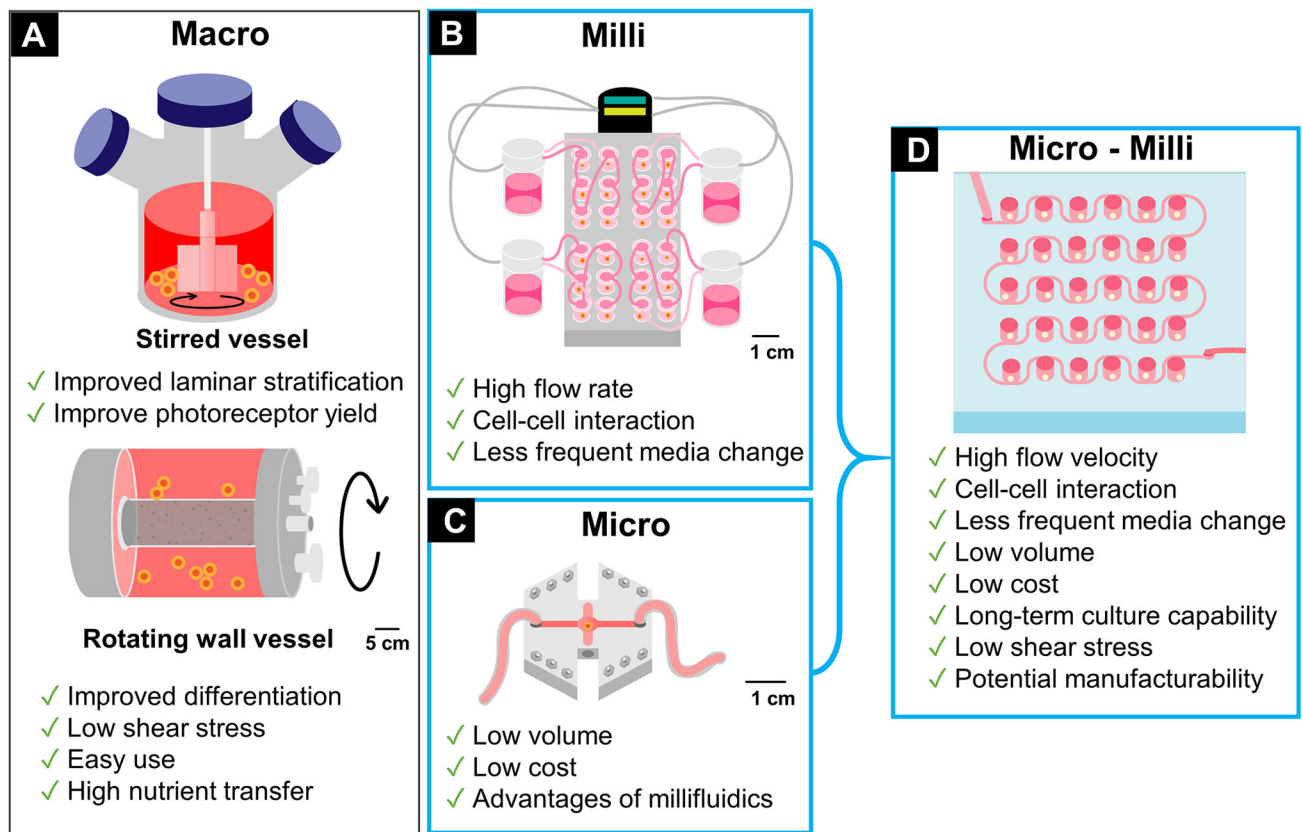 A
Macro
Stirred vessel
✓ Improved laminar stratification
✓ Improve photoreceptor yield
Rotating wall vessel
5 cm
✓ Improved differentiation
✓ Low shear stress
✓ Easy use
✓ High nutrient transfer
B
Milli
1 cm
✓ High flow rate
✓ Cell-cell interaction
✓ Less frequent media change
C
Micro
1 cm
✓ Low volume
✓ Low cost
✓ Advantages of millifluidics
D
Micro - Milli
✓ High flow velocity
✓ Cell-cell interaction
✓ Less frequent media change
✓ Low volume
✓ Low cost
✓ Long-term culture capability
✓ Low shear stress
✓ Potential manufacturability